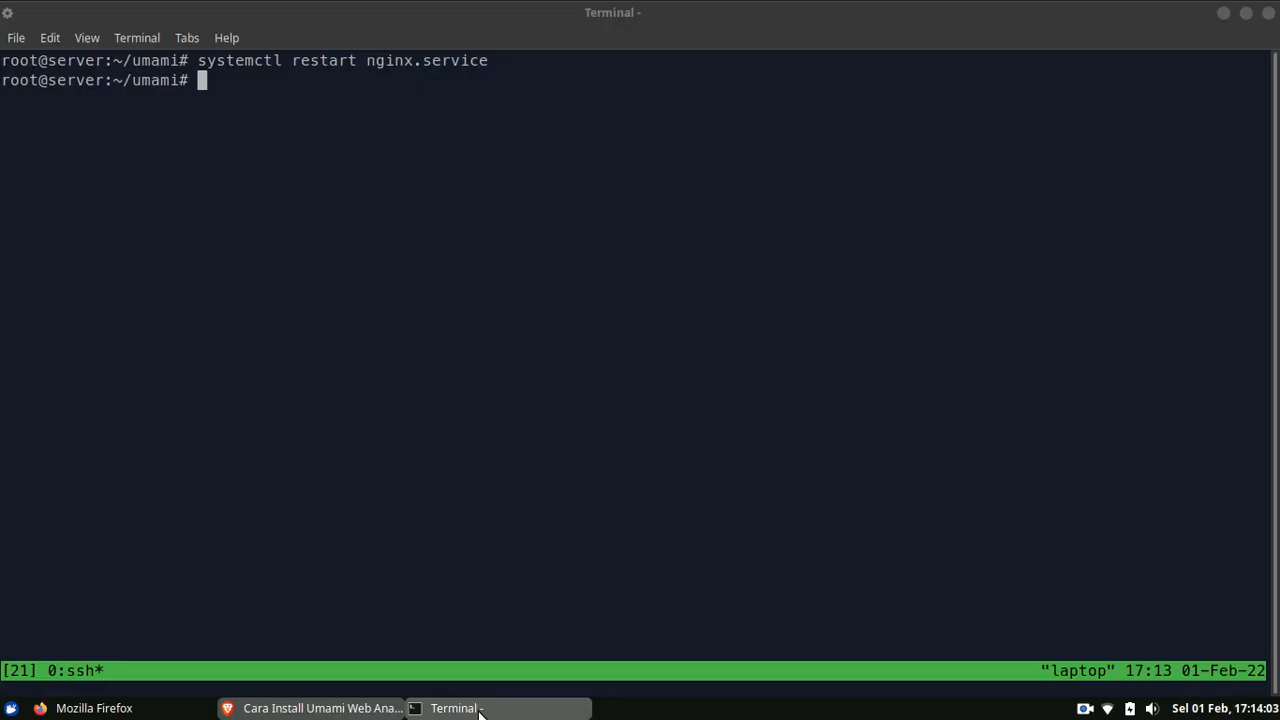 Terminal -
File Edit View Terminal Tabs Help
root@server:~/umami# systemctl restart nginx.service
root@server:~/umami#
[21] 0:ssh* "laptop" 17:13 01-Feb-22
Mozilla Firefox Cara Install Umami Web Ana... Terminal - Sel 01 Feb, 17:14:03